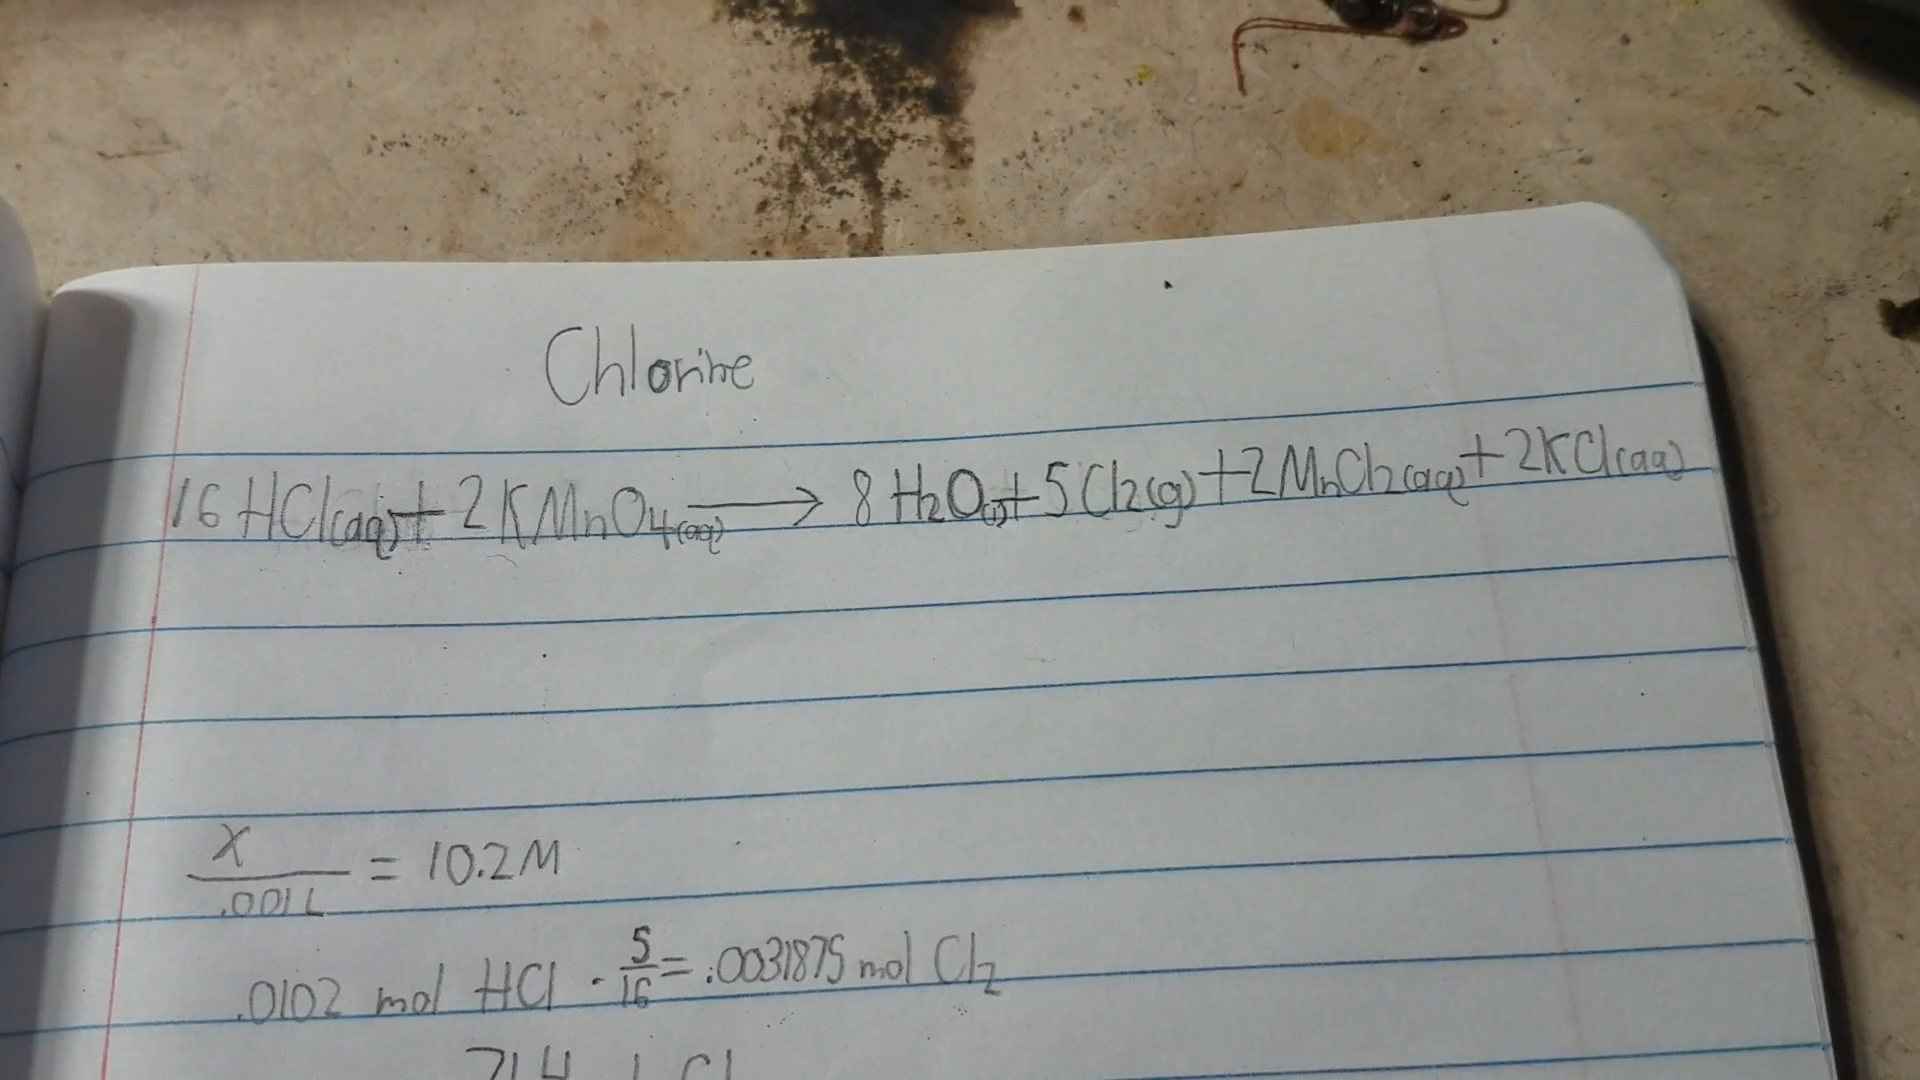 Chlorine
16 HCl(aq) + 2 KMnO4(aq) → 8 H2O(l) + 5 Cl2(g) + 2 MnCl2(aq) + 2 KCl(aq)
X
.001L = 10.2 M
.0102 mol HCl · 5/16 = .0031875 mol Cl2